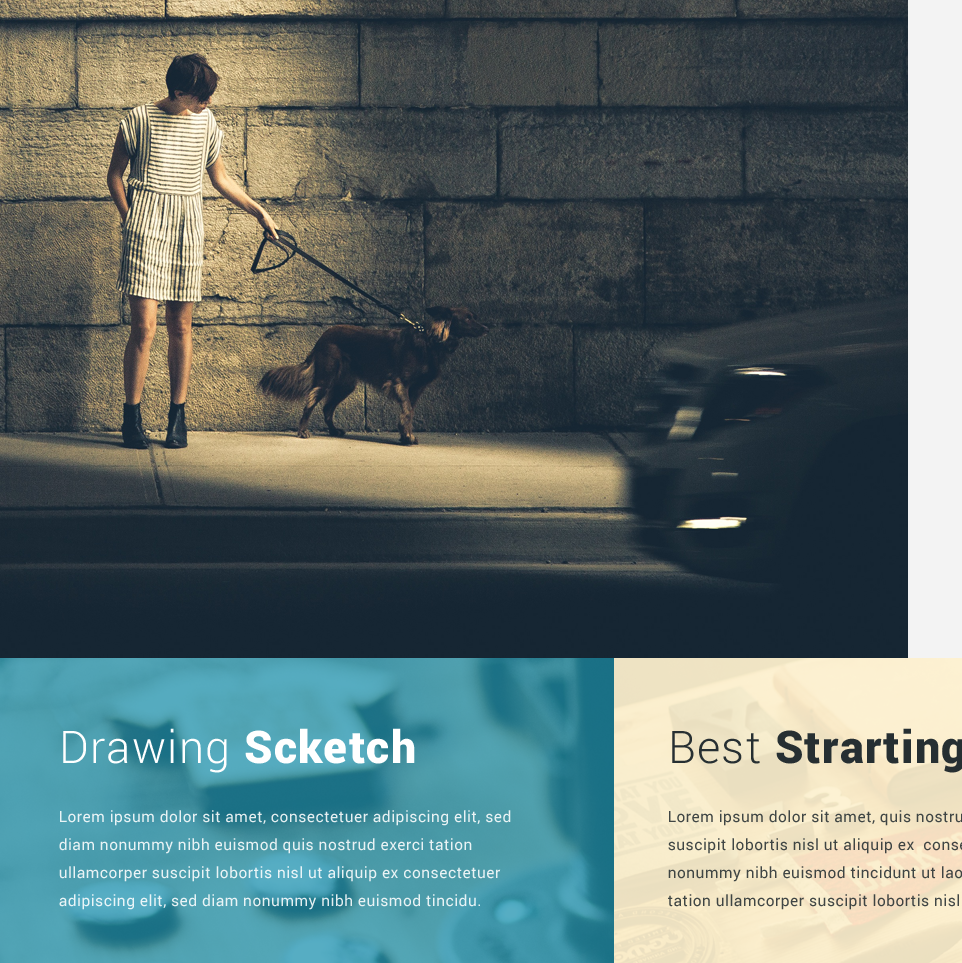 Drawing Scketch
Lorem ipsum dolor sit amet, consectetuer adipiscing elit, sed
diam nonummy nibh euismod quis nostrud exerci tation
ullamcorper suscipit lobortis nisl ut aliquip ex consectetuer
adipiscing elit, sed diam nonummy nibh euismod tincidu.
Best Strarting
Lorem ipsum dolor sit amet, quis
suscipit lobortis nisl ut aliquip ex
nonummy nibh euismod tincidunt ut
tation ullamcorper suscipit lobortis nisl